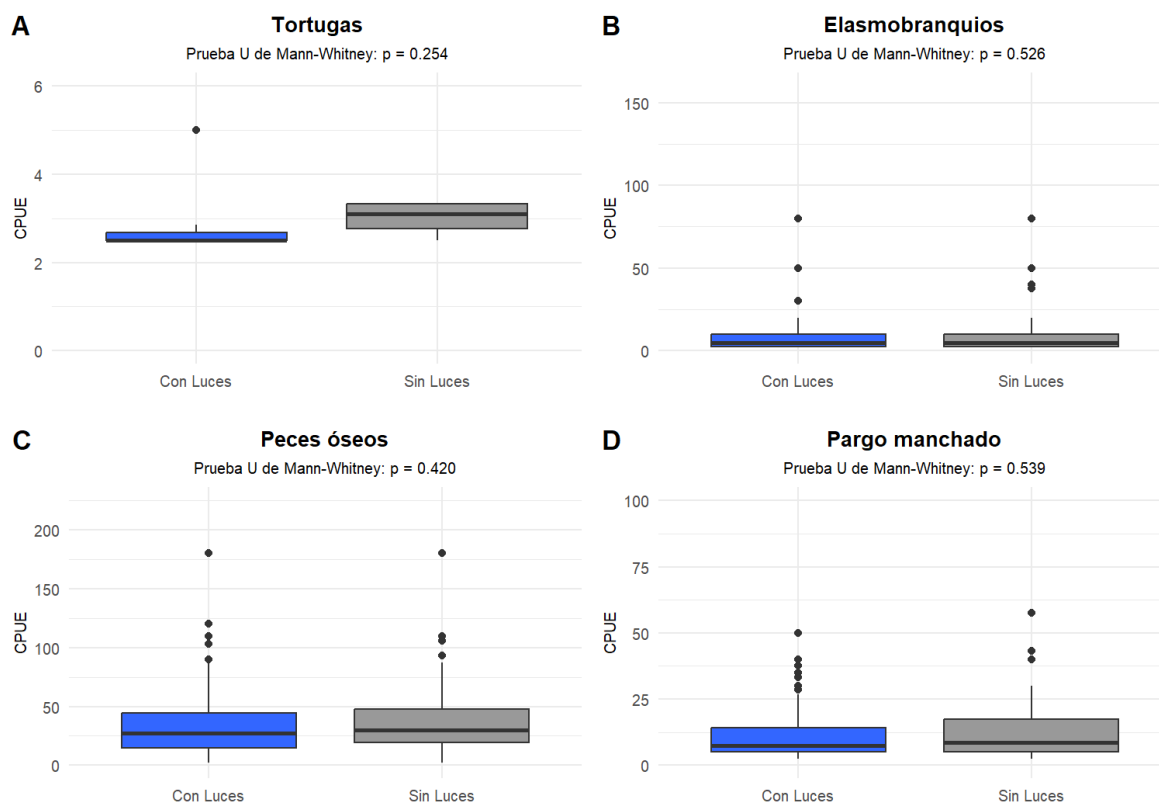 A
Tortugas
Prueba U de Mann-Whitney: p = 0.254
6
4
2
0
CPUE
Con Luces
Sin Luces
B
Elasmobranquios
Prueba U de Mann-Whitney: p = 0.526
150
100
50
0
CPUE
Con Luces
Sin Luces
C
Peces óseos
Prueba U de Mann-Whitney: p = 0.420
200
150
100
50
0
CPUE
Con Luces
Sin Luces
D
Pargo manchado
Prueba U de Mann-Whitney: p = 0.539
100
75
50
25
0
CPUE
Con Luces
Sin Luces